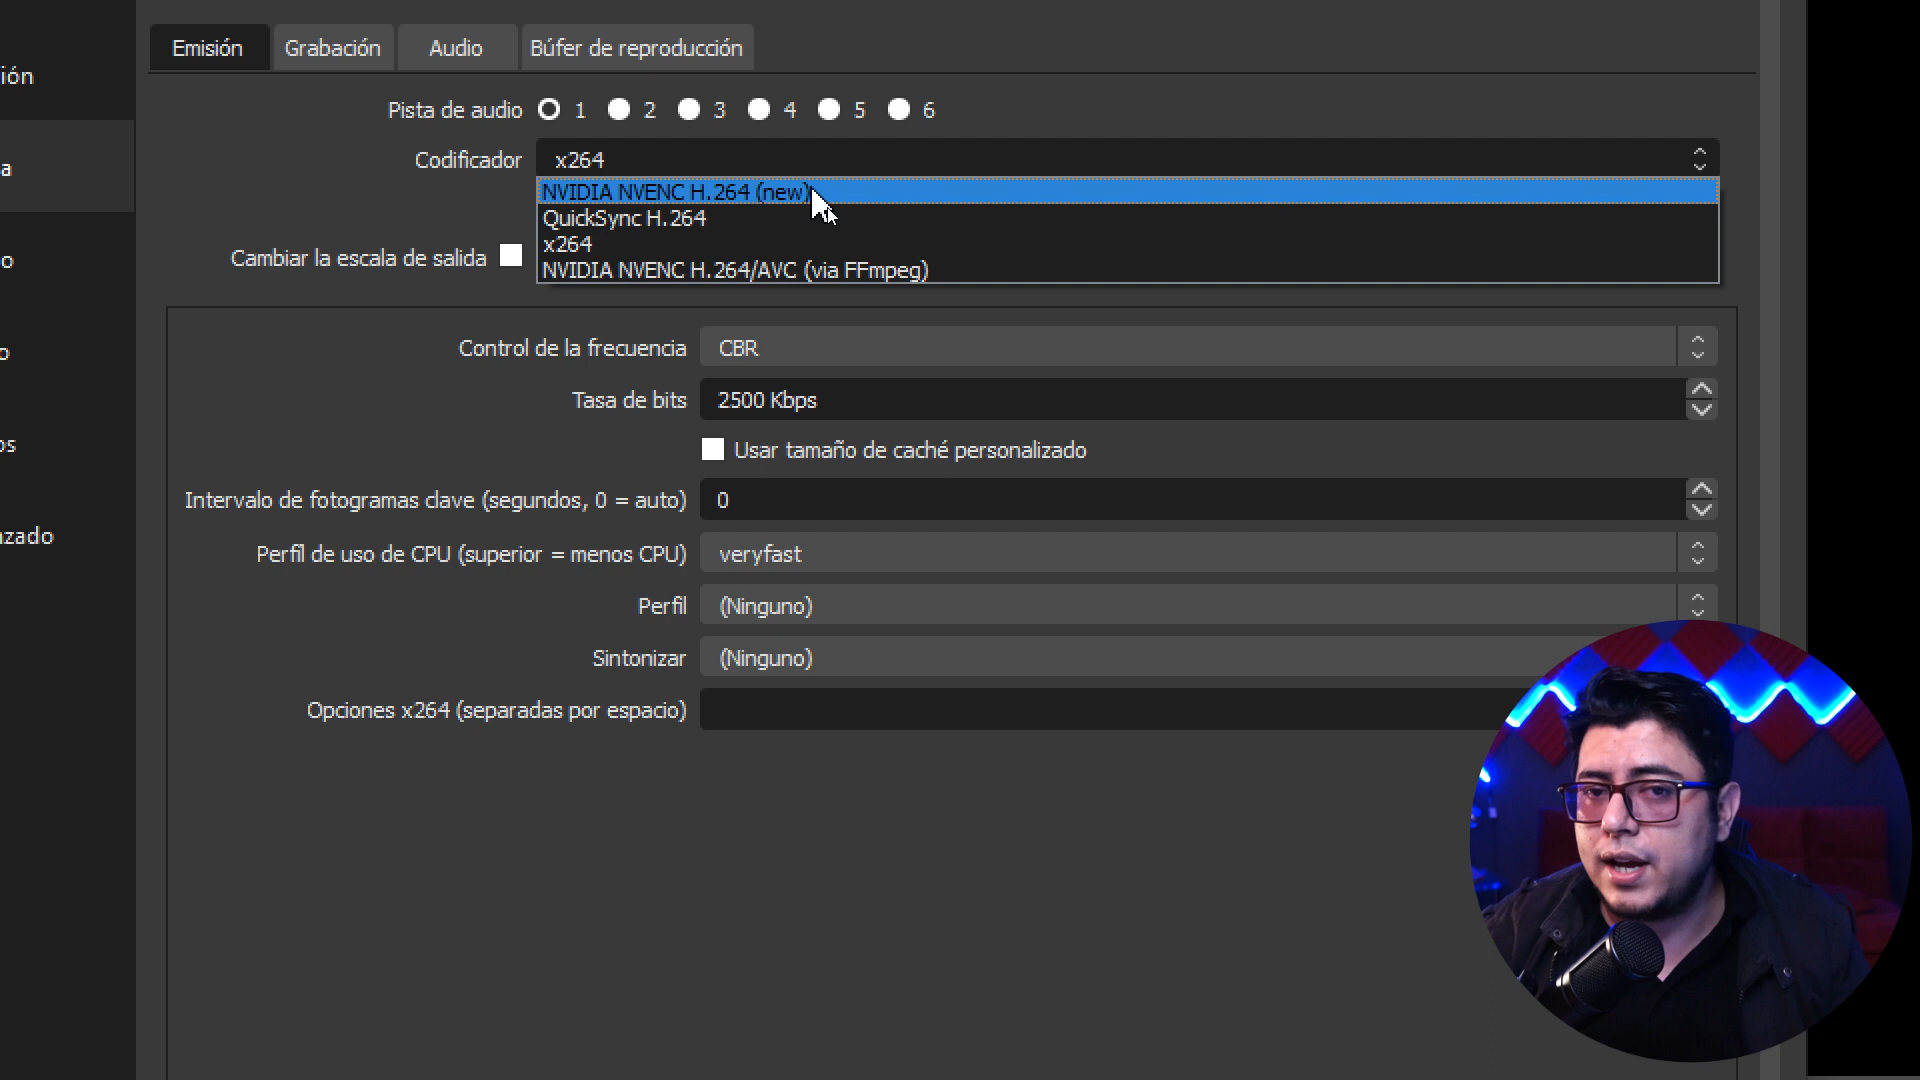 Emisión Grabación Audio Búfer de reproducción
ión
Pista de audio 1 2 3 4 5 6
Codificador x264
a
NVIDIA NVENC H.264 (new)
QuickSync H.264
x264
Cambiar la escala de salida
o
NVIDIA NVENC H.264/AVC (via FFmpeg)
Control de la frecuencia CBR
o
Tasa de bits 2500 Kbps
os
Usar tamaño de caché personalizado
Intervalo de fotogramas clave (segundos, 0 = auto) 0
zado
Perfil de uso de CPU (superior = menos CPU) veryfast
Perfil (Ninguno)
Sintonizar (Ninguno)
Opciones x264 (separadas por espacio)